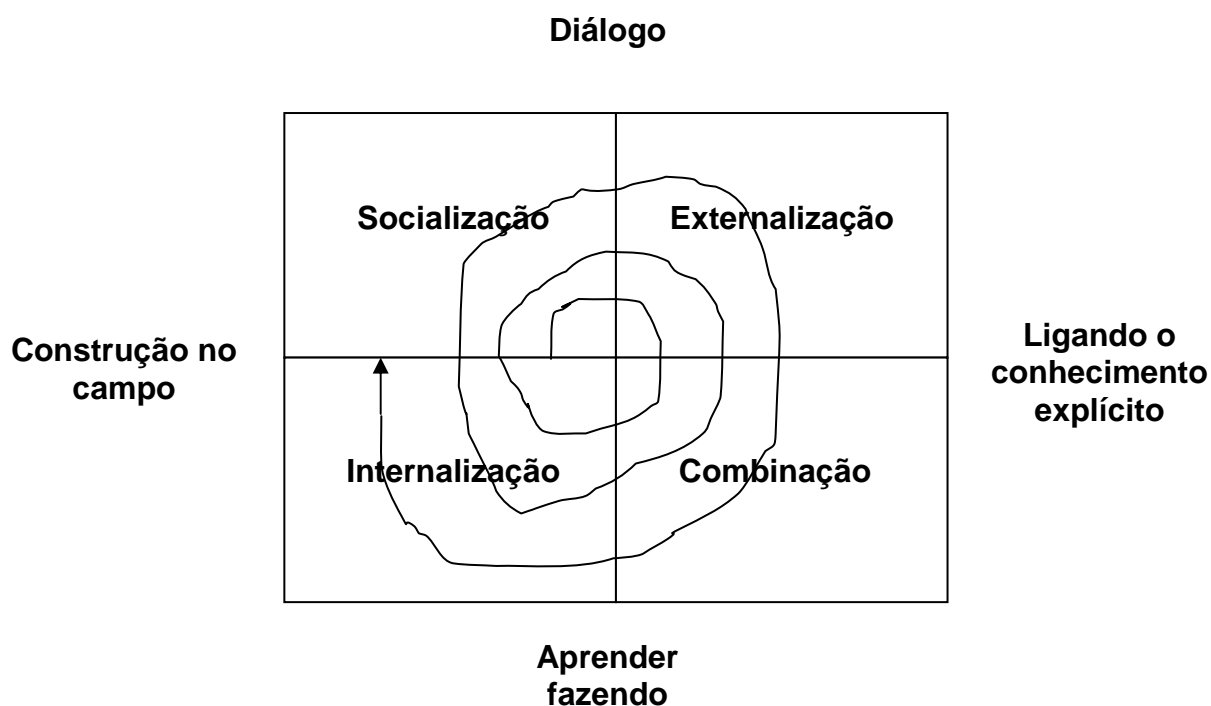 Diálogo
Socialização
Externalização
Construção no
campo
Ligando o
conhecimento
explícito
Internalização
Combinação
Aprender
fazendo